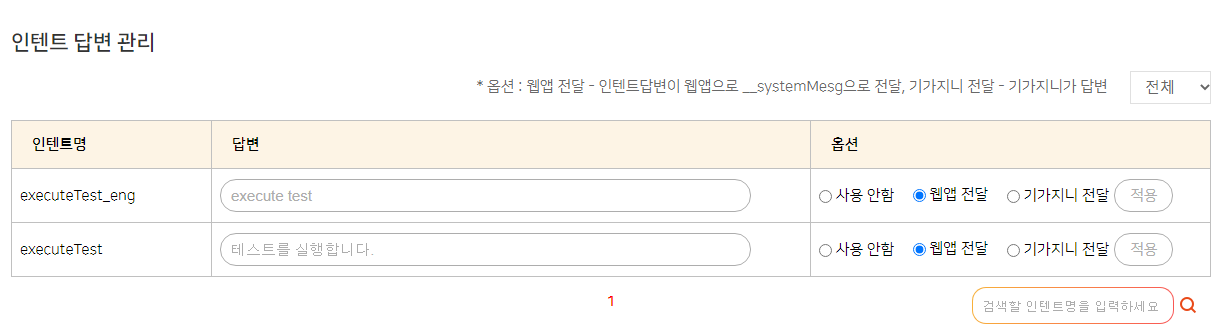 인텐트 답변 관리
* 옵션 : 웹앱 전달 - 인텐트답변이 웹앱으로 __systemMesg으로 전달, 기가지니 전달 - 기가지니가 답변 전체
인텐트명 답변 옵션
executeTest_eng execute test 사용 안함 웹앱 전달 기가지니 전달 적용
executeTest 테스트를 실행합니다. 사용 안함 웹앱 전달 기가지니 전달 적용
1 검색할 인텐트명을 입력하세요